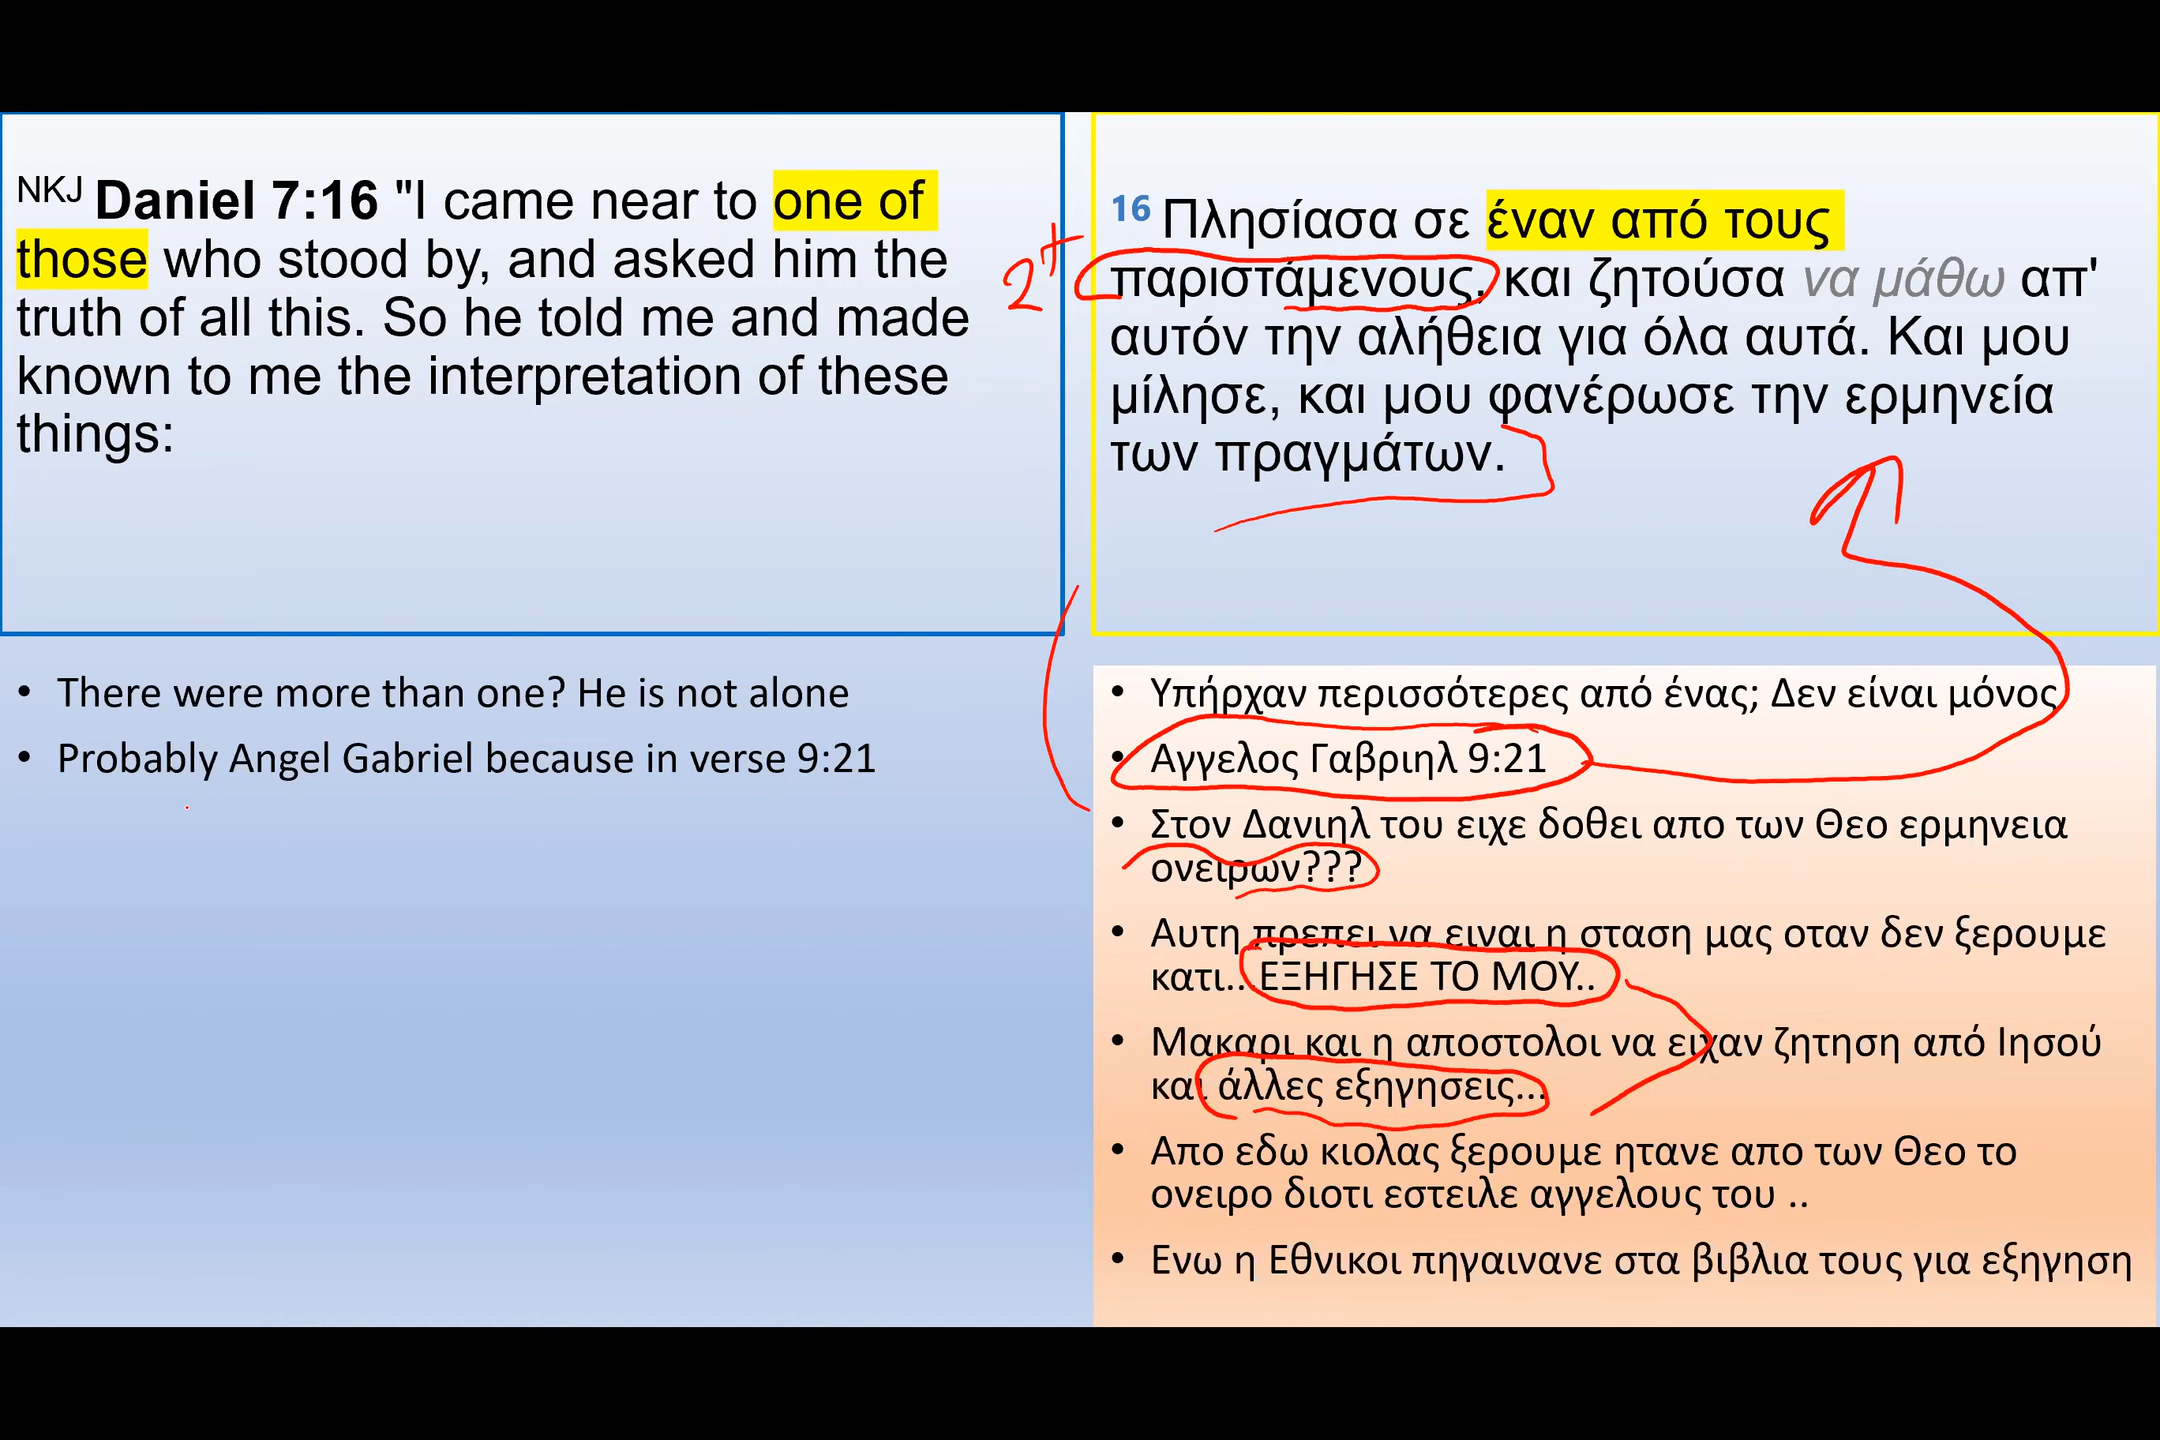 NKJ Daniel 7:16 "I came near to one of
those who stood by, and asked him the
truth of all this. So he told me and made
known to me the interpretation of these
things:
• There were more than one? He is not alone
• Probably Angel Gabriel because in verse 9:21
2+
16 Πλησίασα σε έναν από τους
παριστάμενους, και ζητούσα να μάθω απ'
αυτόν την αλήθεια για όλα αυτά. Και μου
μίλησε, και μου φανέρωσε την ερμηνεία
των πραγμάτων.
• Υπήρχαν περισσότερες από ένας; Δεν είναι μόνος
• Αγγελος Γαβριηλ 9:21
• Στον Δανιηλ του ειχε δοθει απο των Θεο ερμηνεια
ονειρων???
• Αυτη πρεπει να ειναι η σταση μας οταν δεν ξερουμε
κατι.. ΕΞΗΓΗΣΕ ΤΟ ΜΟΥ..
• Μακαρι και η αποστολοι να ειχαν ζητηση από Ιησού
και άλλες εξηγησεις...
• Απο εδω κιολας ξερουμε ητανε απο των Θεο το
ονειρο διοτι εστειλε αγγελους του ..
• Ενω η Εθνικοι πηγαινανε στα βιβλια τους για εξηγηση